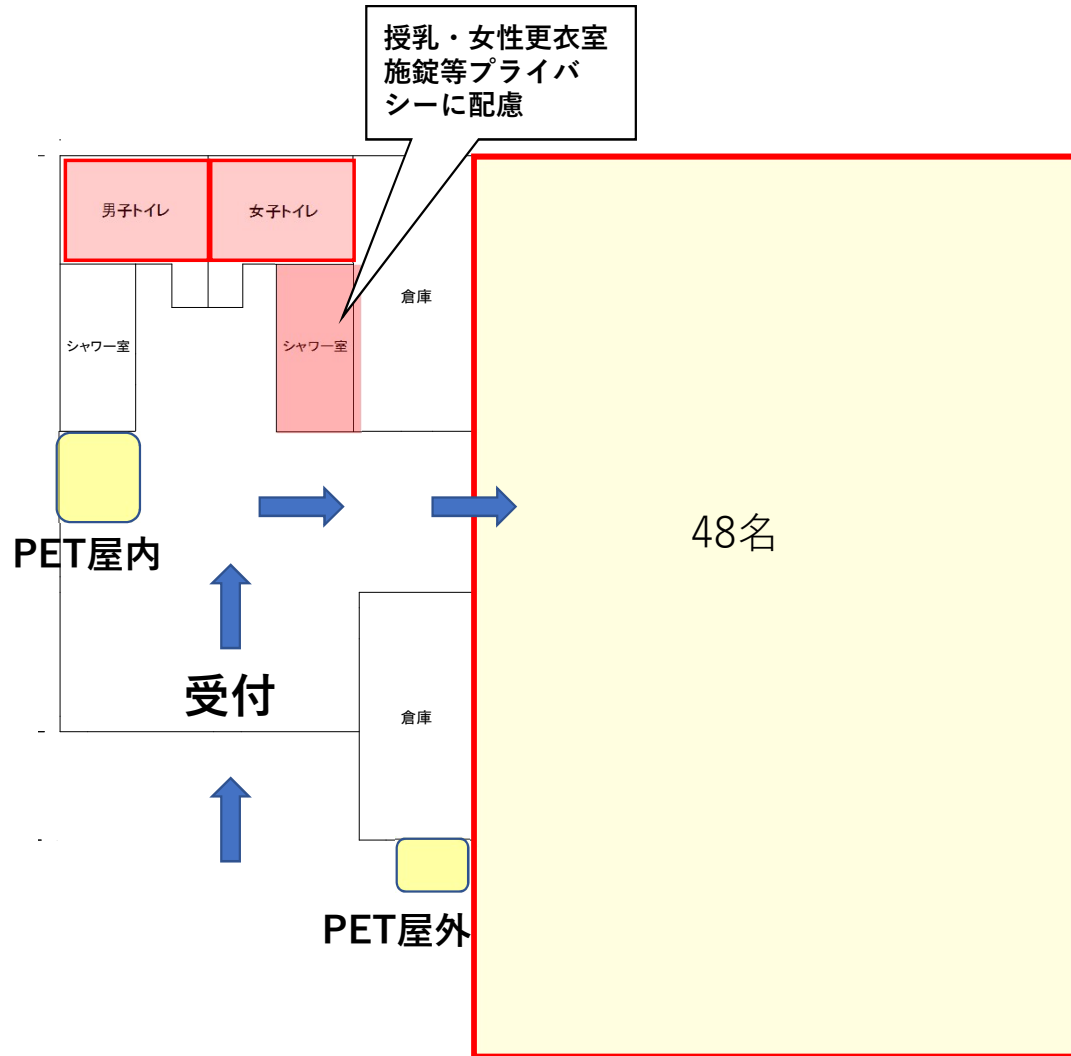 授乳・女性更衣室
施錠等プライバ
シーに配慮
男子トイレ
女子トイレ
倉庫
シャワー室
シャワー室
PET屋内
48名
受付
倉庫
PET屋外